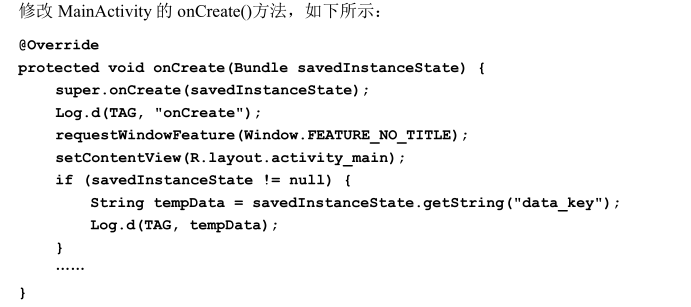 修改 MainActivity 的 onCreate()方法，如下所示：
@Override
protected void onCreate(Bundle savedInstanceState) {
super.onCreate(savedInstanceState);
Log.d(TAG, "onCreate");
requestWindowFeature(Window.FEATURE_NO_TITLE);
setContentView(R.layout.activity_main);
if (savedInstanceState != null) {
String tempData = savedInstanceState.getString("data_key");
Log.d(TAG, tempData);
}
……
}